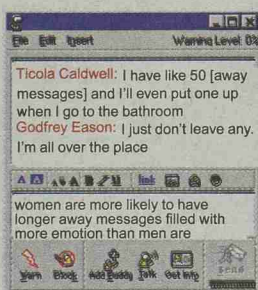 File Edit Insert Warning Level: 0%
Ticola Caldwell: I have like 50 [away
messages] and I'll even put one up
when I go to the bathroom
Godfrey Eason: I just don't leave any.
I'm all over the place
A A A A A B I U link
women are more likely to have
longer away messages filled with
more emotion than men are
Warn Block Add Buddy Talk Get Info Send